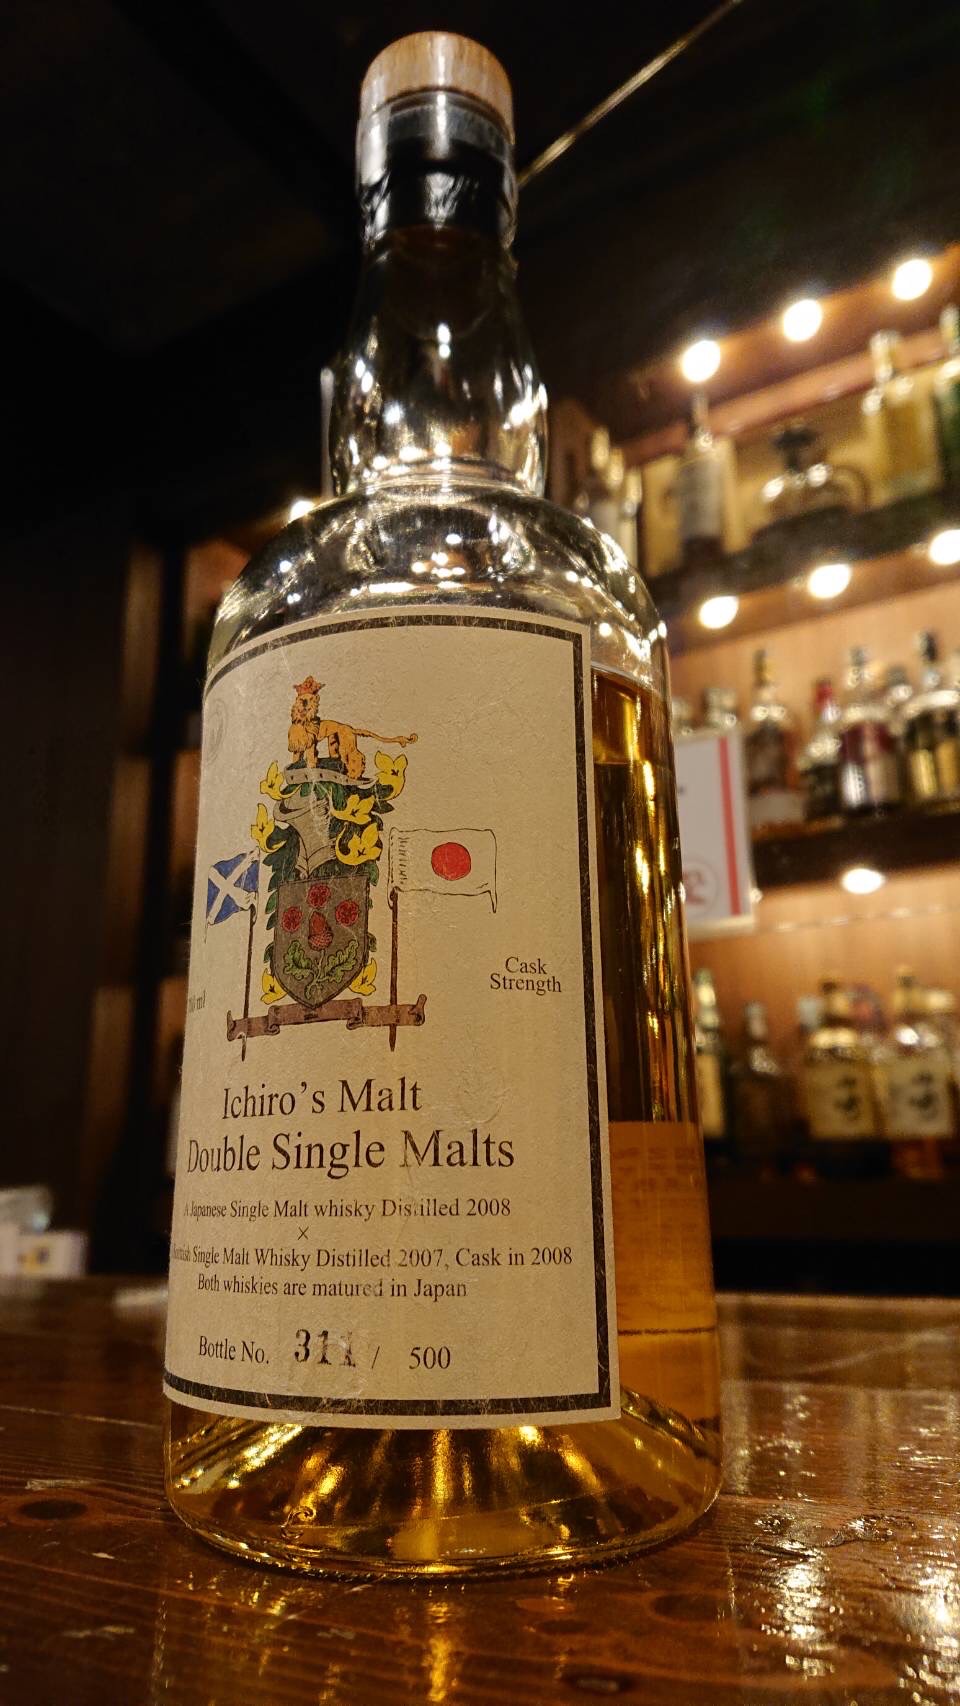 Cask
Strength
Ichiro's Malt
Double Single Malts
A Japanese Single Malt whisky Distilled 2008
×
Single Malt Whisky Distilled 2007, Cask in 2008
Both whiskies are matured in Japan
Bottle No. 311 / 500